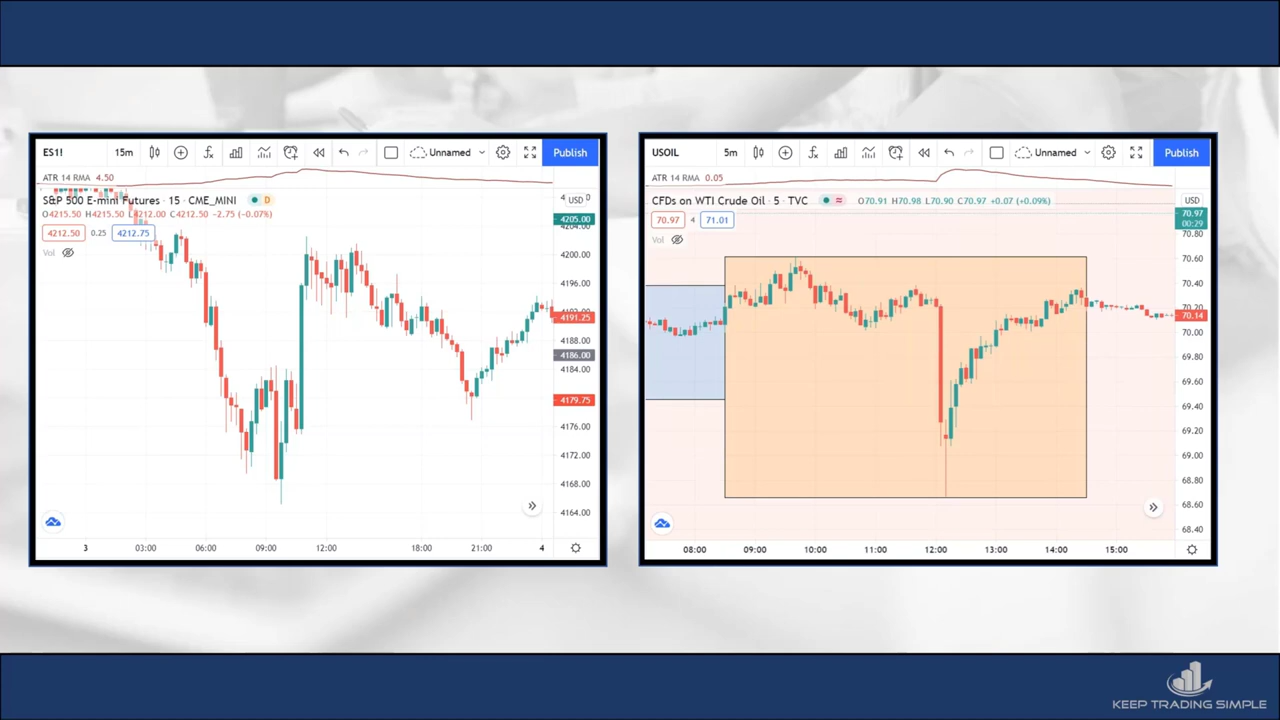 ES1!
15m
Unnamed
Publish
ATR 14 RMA 4.50
S&P 500 E-mini Futures · 15 · CME_MINI
D
O4215.50 H4215.50 L4212.00 C4212.50 −2.75 (−0.07%)
4212.50
0.25
4212.75
Vol
USD
4205.00
4204.00
4200.00
4196.00
4191.25
4188.00
4186.00
4184.00
4179.75
4176.00
4172.00
4168.00
4164.00
3
03:00
06:00
09:00
12:00
18:00
21:00
4
USOIL
5m
Unnamed
Publish
ATR 14 RMA 0.05
CFDs on WTI Crude Oil · 5 · TVC
O70.91 H70.98 L70.90 C70.97 +0.07 (+0.09%)
70.97
4
71.01
Vol
USD
70.97
00:29
70.80
70.60
70.40
70.20
70.14
70.00
69.80
69.60
69.40
69.20
69.00
68.80
68.60
68.40
08:00
09:00
10:00
11:00
12:00
13:00
14:00
15:00
KEEP TRADING SIMPLE